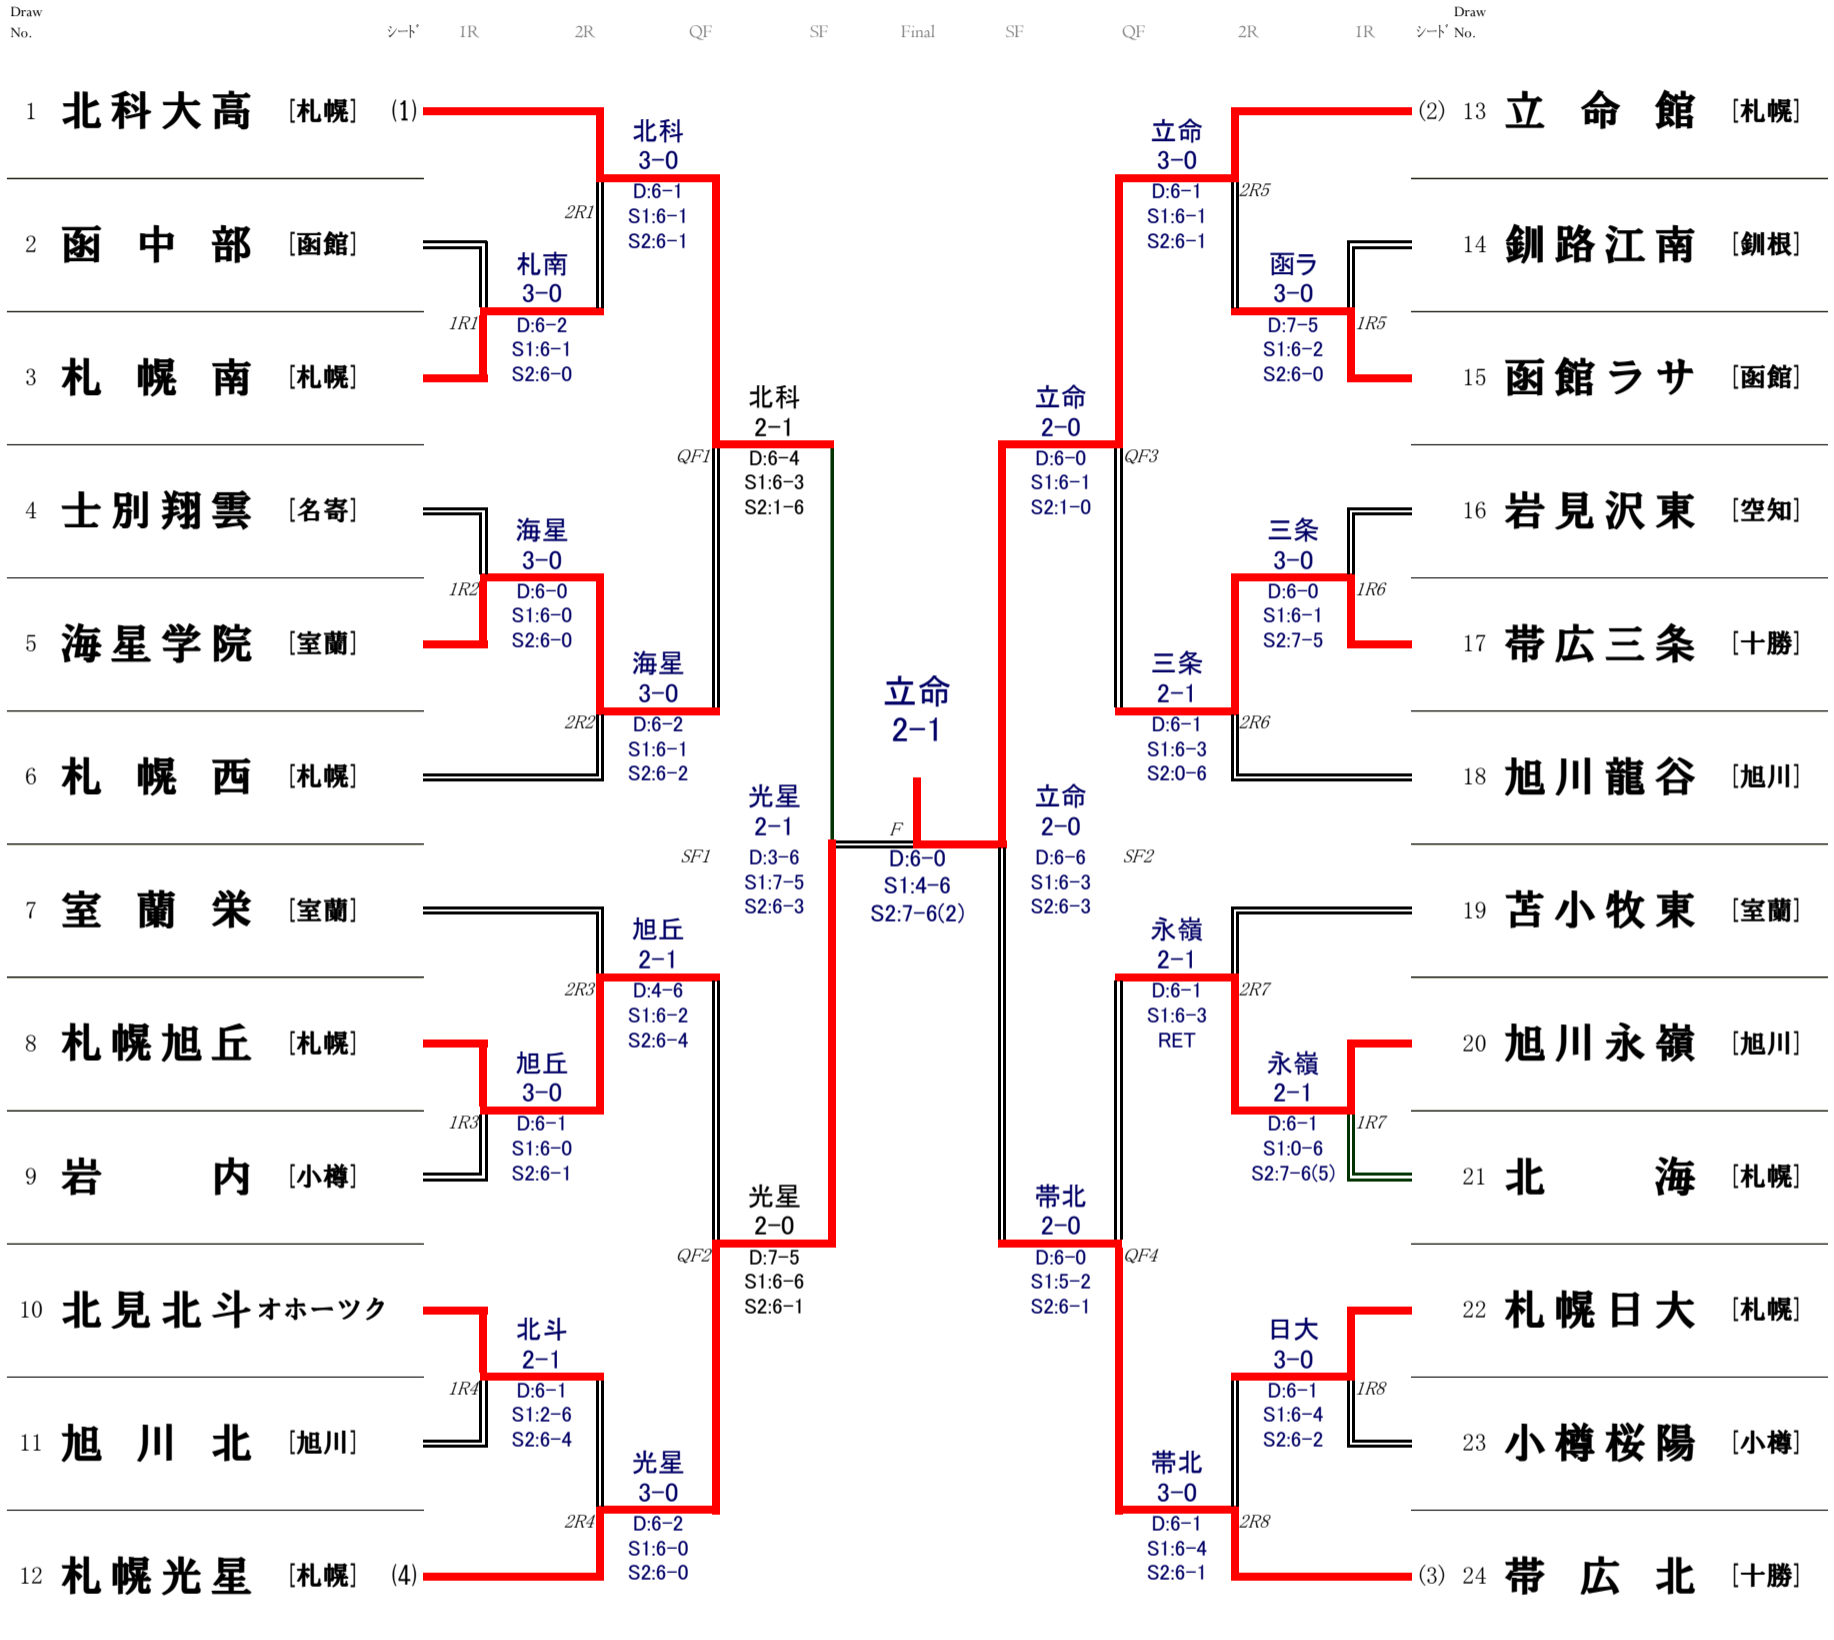 Draw
No.
シード 1R 2R QF SF Final SF QF 2R 1R シード
Draw
No.
1 北科大高 [札幌] (1)
2 函中部 [函館]
3 札幌南 [札幌]
4 士別翔雲 [名寄]
5 海星学院 [室蘭]
6 札幌西 [札幌]
7 室蘭栄 [室蘭]
8 札幌旭丘 [札幌]
9 岩内 [小樽]
10 北見北斗 オホーツク
11 旭川北 [旭川]
12 札幌光星 [札幌] (4)
1R1
札南
3-0
D:6-2
S1:6-1
S2:6-0
1R2
海星
3-0
D:6-0
S1:6-0
S2:6-0
1R3
旭丘
3-0
D:6-1
S1:6-0
S2:6-1
1R4
北斗
2-1
D:6-1
S1:2-6
S2:6-4
2R1
北科
3-0
D:6-1
S1:6-1
S2:6-1
2R2
海星
3-0
D:6-2
S1:6-1
S2:6-2
2R3
旭丘
2-1
D:4-6
S1:6-2
S2:6-4
2R4
光星
3-0
D:6-2
S1:6-0
S2:6-0
QF1
北科
2-1
D:6-4
S1:6-3
S2:1-6
QF2
光星
2-0
D:7-5
S1:6-6
S2:6-1
SF1
光星
2-1
D:3-6
S1:7-5
S2:6-3
立命
2-1
F
D:6-0
S1:4-6
S2:7-6(2)
立命
2-0
D:6-6
S1:6-3
S2:6-3
SF2
立命
2-0
D:6-0
S1:6-1
S2:1-0
QF3
帯北
2-0
D:6-0
S1:5-2
S2:6-1
QF4
立命
3-0
D:6-1
S1:6-1
S2:6-1
2R5
三条
2-1
D:6-1
S1:6-3
S2:0-6
2R6
永嶺
2-1
D:6-1
S1:6-3
RET
2R7
帯北
3-0
D:6-1
S1:6-4
S2:6-1
2R8
函ラ
3-0
D:7-5
S1:6-2
S2:6-0
1R5
三条
3-0
D:6-0
S1:6-1
S2:7-5
1R6
永嶺
2-1
D:6-1
S1:0-6
S2:7-6(5)
1R7
日大
3-0
D:6-1
S1:6-4
S2:6-2
1R8
(2) 13 立命館 [札幌]
14 釧路江南 [釧根]
15 函館ラサ [函館]
16 岩見沢東 [空知]
17 帯広三条 [十勝]
18 旭川龍谷 [旭川]
19 苫小牧東 [室蘭]
20 旭川永嶺 [旭川]
21 北海 [札幌]
22 札幌日大 [札幌]
23 小樽桜陽 [小樽]
(3) 24 帯広北 [十勝]